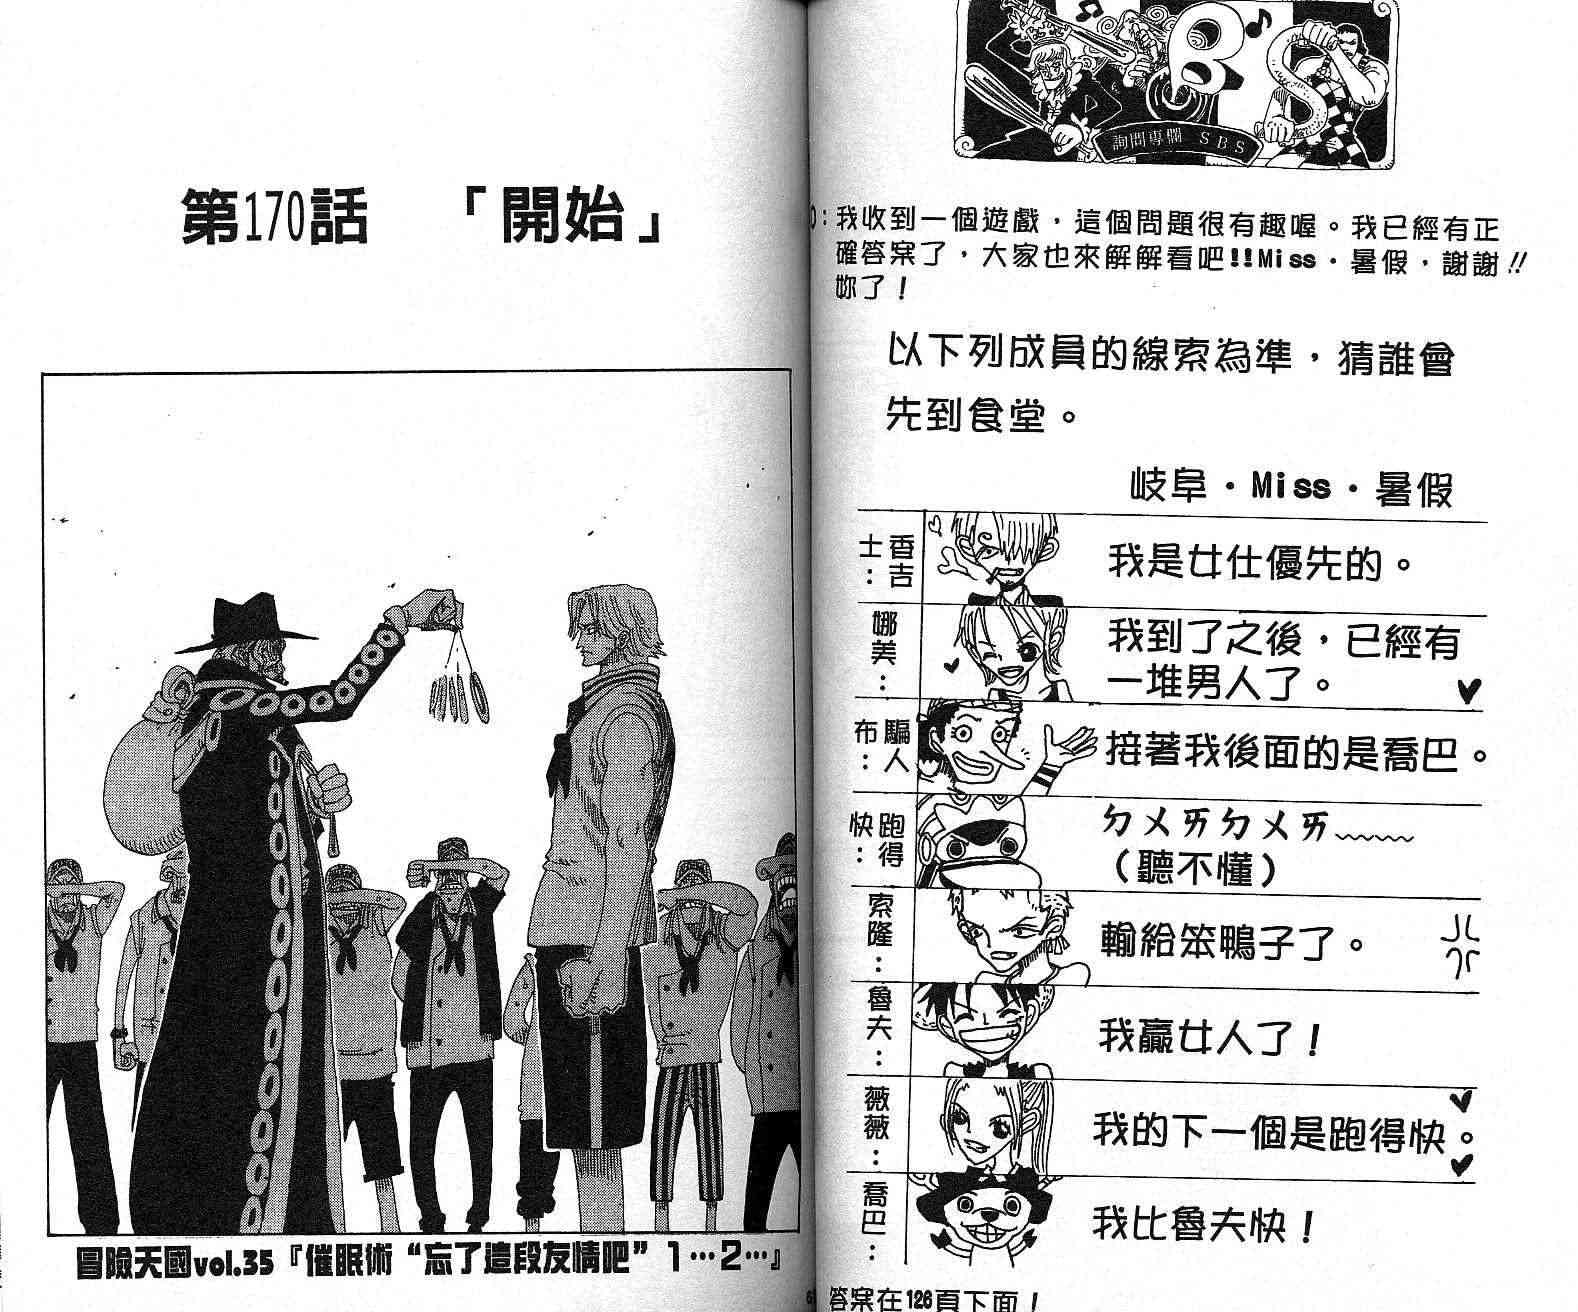 第170話　「開始」
冒險天國vol.35『催眠術“忘了這段友情吧”１…２…』
詢問專欄 SBS
O：我收到一個遊戲，這個問題很有趣喔。我已經有正
確答案了，大家也來解解看吧!!Miss・暑假，謝謝!!
妳了！
以下列成員的線索為準，猜誰會
先到食堂。
岐阜・Miss・暑假
香吉士：
我是女仕優先的。
娜美：
我到了之後，已經有
一堆男人了。
騙人布：
接著我後面的是喬巴。
跑得快：
ㄅㄨㄞㄅㄨㄞ~~~~
（聽不懂）
索隆：
輸給笨鴨子了。
魯夫：
我贏女人了！
薇薇：
我的下一個是跑得快。
喬巴：
我比魯夫快！
答案在126頁下面！